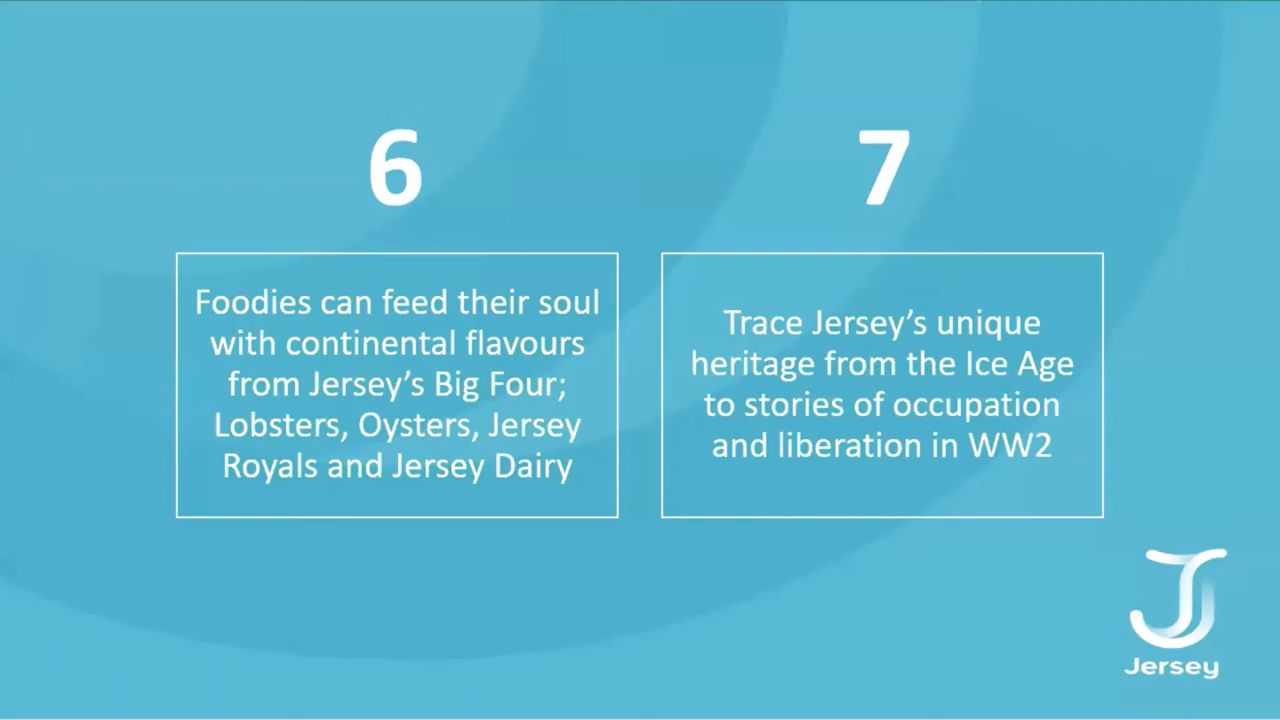 6
Foodies can feed their soul
with continental flavours
from Jersey’s Big Four;
Lobsters, Oysters, Jersey
Royals and Jersey Dairy
7
Trace Jersey’s unique
heritage from the Ice Age
to stories of occupation
and liberation in WW2
Jersey